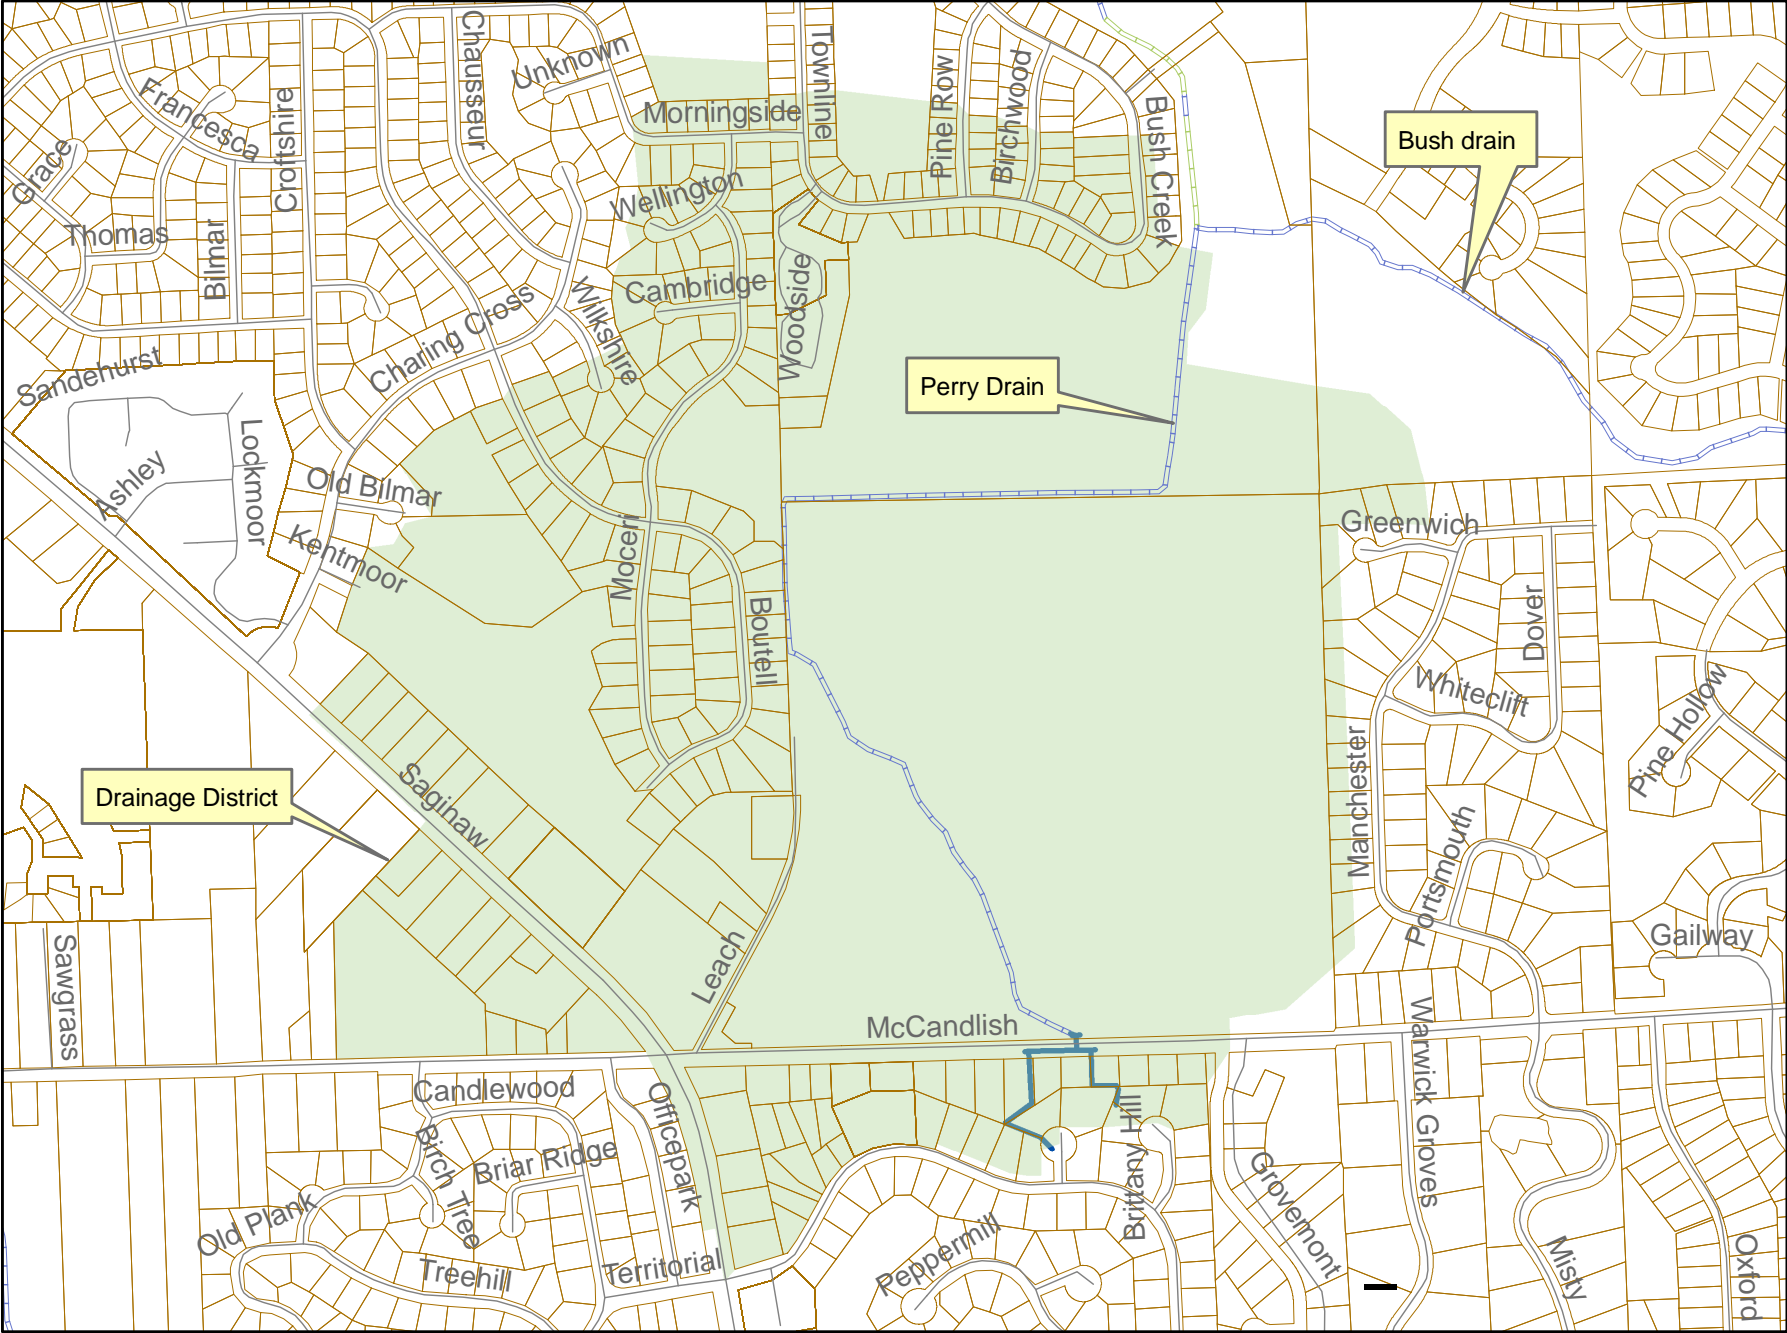 Chausseur
Unknown
Townline
Pine Row
Birchwood
Bush Creek
Bush drain
Francesca
Croftshire
Morningside
Grace
Wellington
Thomas
Bilmar
Cambridge
Woodside
Wilkshire
Charing Cross
Sandehurst
Perry Drain
Lockmoor
Ashley
Old Bilmar
Kentmoor
Moceri
Boutell
Greenwich
Dover
Whiteclift
Pine Hollow
Manchester
Portsmouth
Saginaw
Drainage District
Leach
Gailway
Sawgrass
McCandlish
Warwick Groves
Candlewood
Officepark
Birch Tree
Briar Ridge
Brittany Hill
Grovemont
Old Plank
Treehill
Territorial
Peppermill
Misty
Oxford